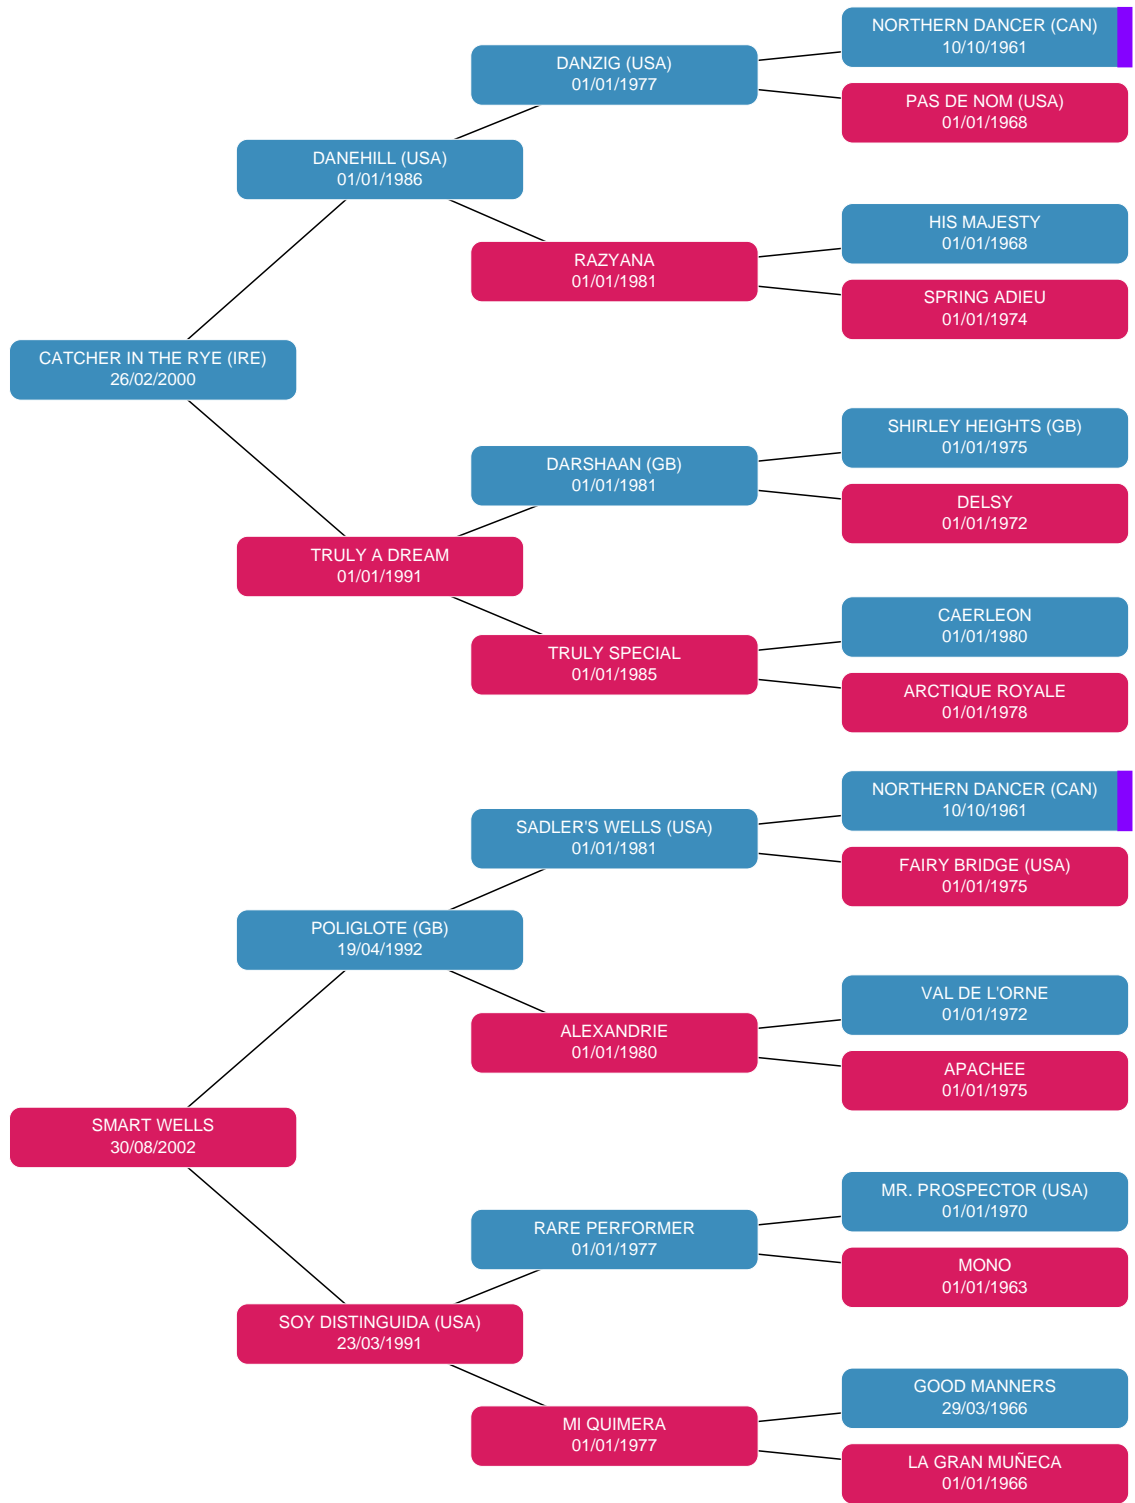 NORTHERN DANCER (CAN)
10/10/1961
DANZIG (USA)
01/01/1977
PAS DE NOM (USA)
01/01/1968
DANEHILL (USA)
01/01/1986
HIS MAJESTY
01/01/1968
RAZYANA
01/01/1981
SPRING ADIEU
01/01/1974
CATCHER IN THE RYE (IRE)
26/02/2000
SHIRLEY HEIGHTS (GB)
01/01/1975
DARSHAAN (GB)
01/01/1981
DELSY
01/01/1972
TRULY A DREAM
01/01/1991
CAERLEON
01/01/1980
TRULY SPECIAL
01/01/1985
ARCTIQUE ROYALE
01/01/1978
NORTHERN DANCER (CAN)
10/10/1961
SADLER'S WELLS (USA)
01/01/1981
FAIRY BRIDGE (USA)
01/01/1975
POLIGLOTE (GB)
19/04/1992
VAL DE L'ORNE
01/01/1972
ALEXANDRIE
01/01/1980
APACHEE
01/01/1975
SMART WELLS
30/08/2002
MR. PROSPECTOR (USA)
01/01/1970
RARE PERFORMER
01/01/1977
MONO
01/01/1963
SOY DISTINGUIDA (USA)
23/03/1991
GOOD MANNERS
29/03/1966
MI QUIMERA
01/01/1977
LA GRAN MUÑECA
01/01/1966